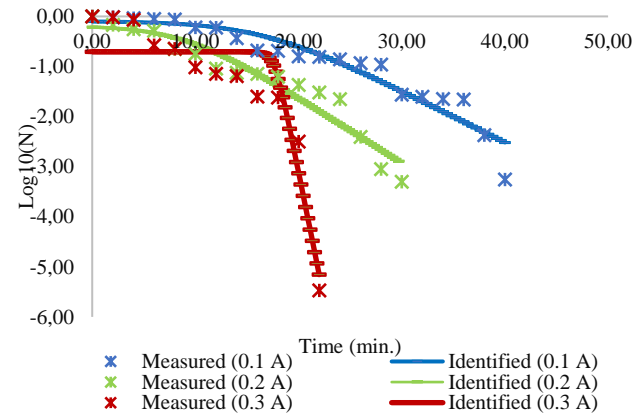 0,00
-1,00
-2,00
-3,00
-4,00
-5,00
-6,00
0,00 10,00 20,00 30,00 40,00 50,00
Log10(N)
Time (min.)
Measured (0.1 A) Identified (0.1 A)
Measured (0.2 A) Identified (0.2 A)
Measured (0.3 A) Identified (0.3 A)